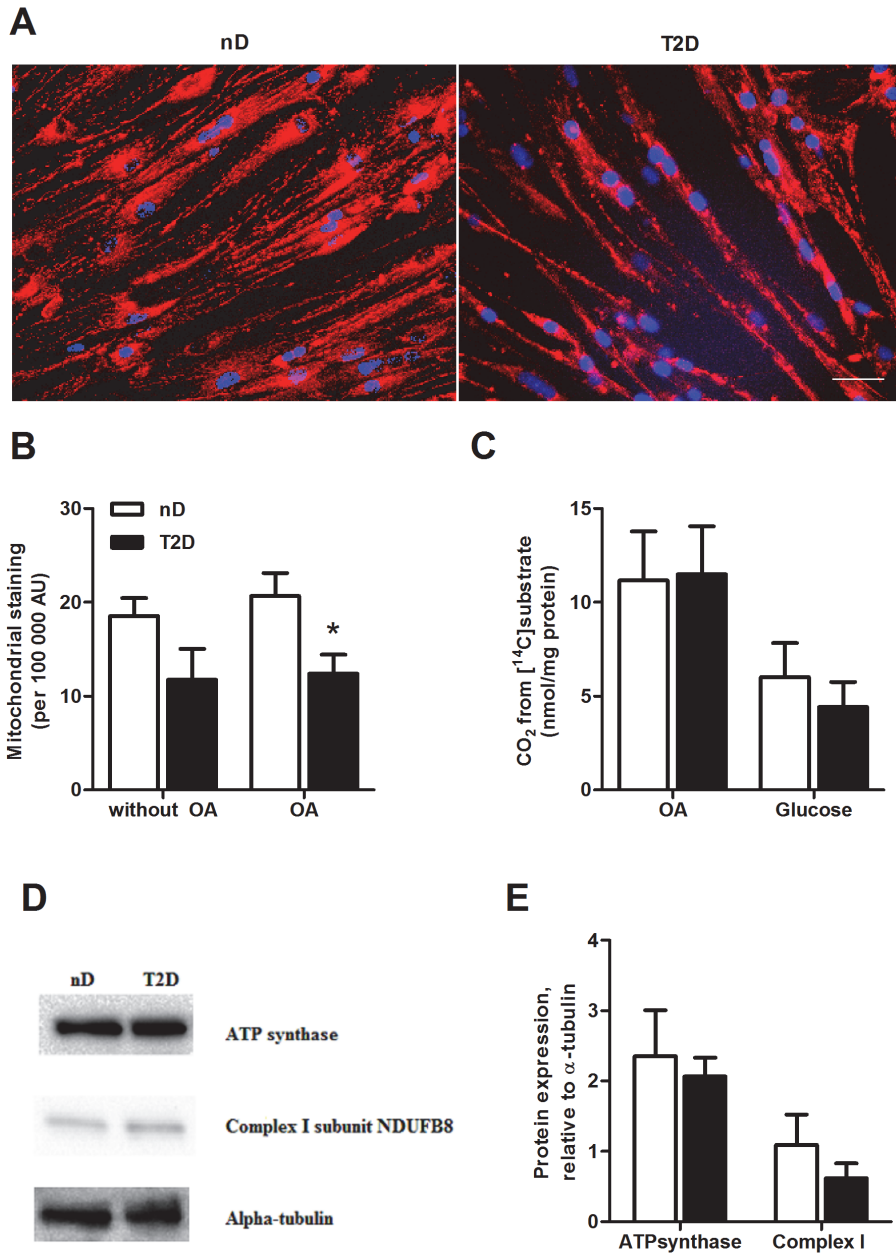 A
nD
T2D
B
Mitochondrial staining
(per 100 000 AU)
30
20
10
0
nD
T2D
*
without OA
OA
C
CO₂ from [¹⁴C]substrate
(nmol/mg protein)
15
10
5
0
OA
Glucose
D
nD
T2D
ATP synthase
Complex I subunit NDUFB8
Alpha-tubulin
E
Protein expression,
relative to α-tubulin
4
3
2
1
0
ATPsynthase
Complex I